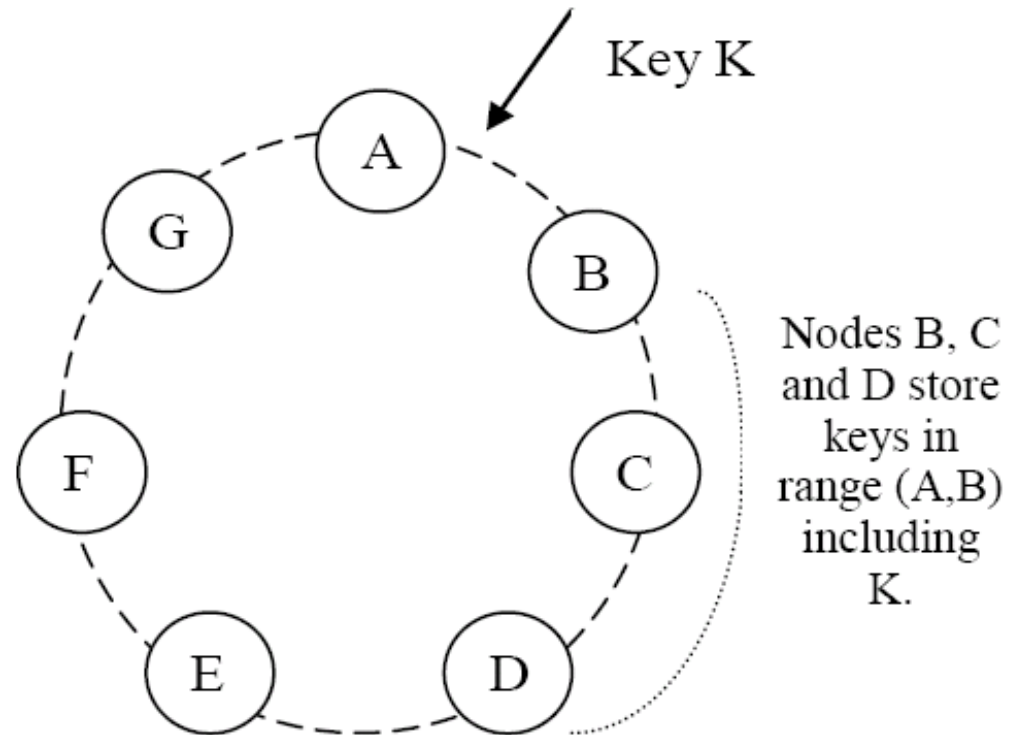 Key K
A
G
B
Nodes B, C
and D store
keys in
range (A,B)
including
K.
F
C
E
D